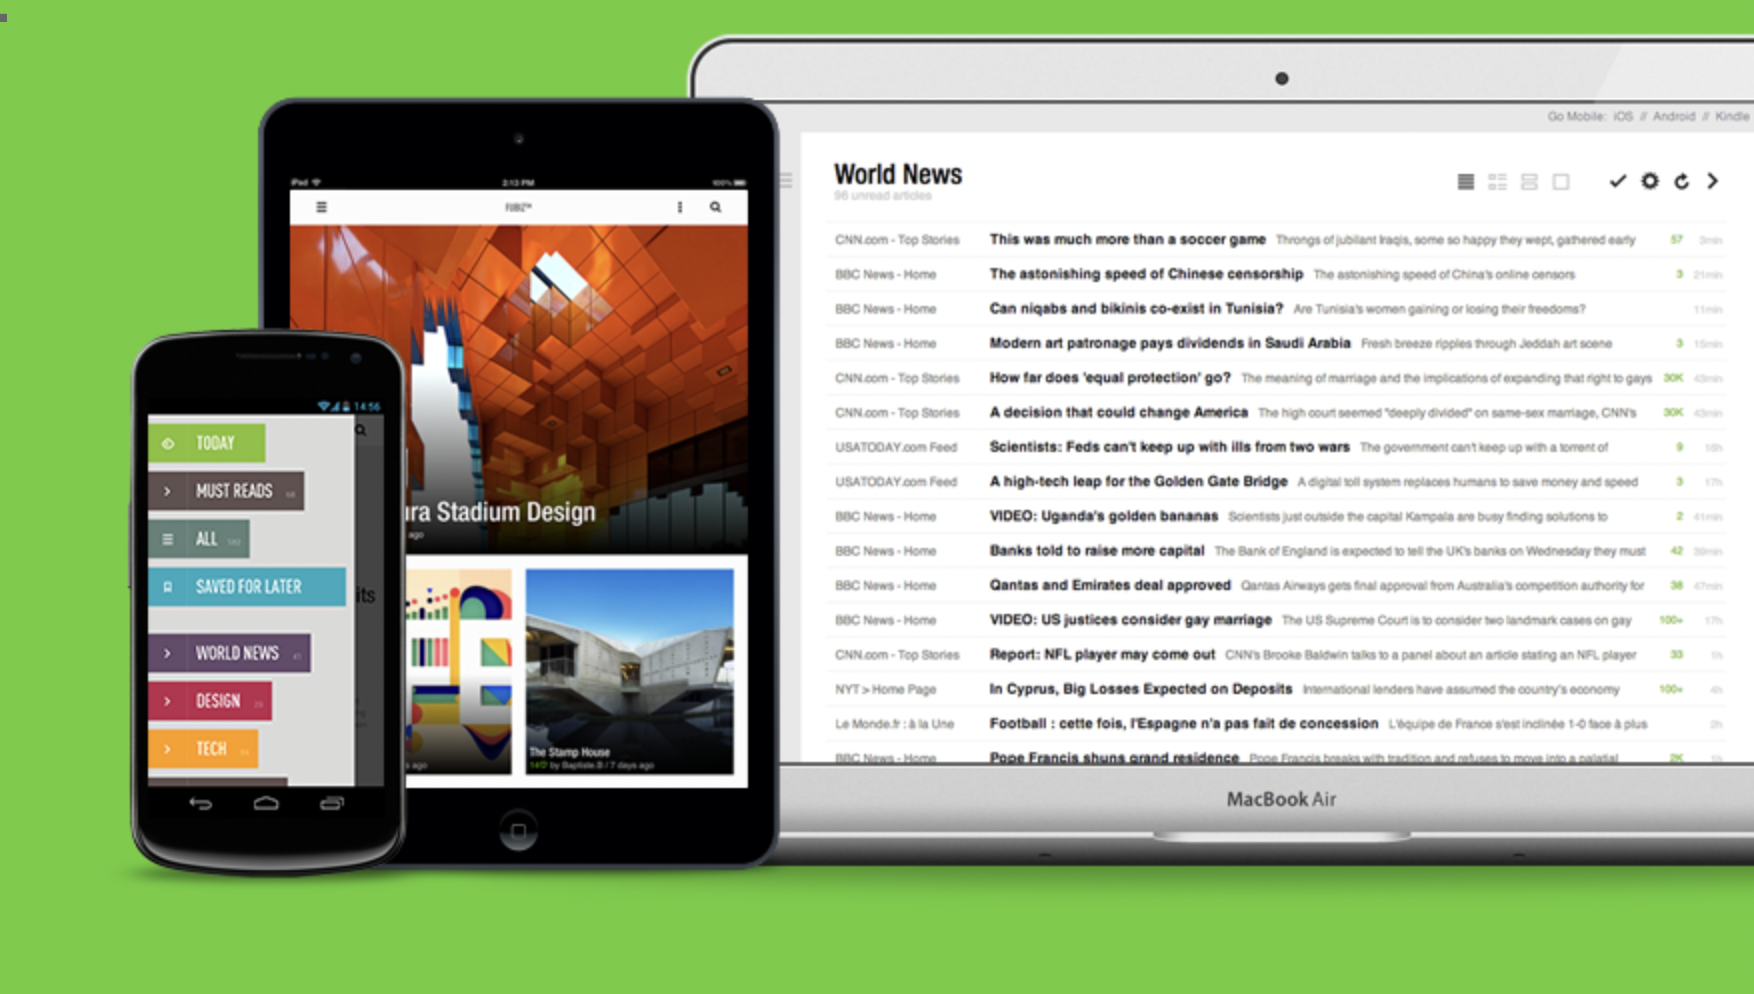 Go Mobile: iOS // Android // Kindle
World News
96 unread articles
CNN.com - Top Stories This was much more than a soccer game Throngs of jubilant Iraqis, some so happy they wept, gathered early 57 3min
BBC News - Home The astonishing speed of Chinese censorship The astonishing speed of China's online censors 3 21min
BBC News - Home Can niqabs and bikinis co-exist in Tunisia? Are Tunisia's women gaining or losing their freedoms? 11min
BBC News - Home Modern art patronage pays dividends in Saudi Arabia Fresh breeze ripples through Jeddah art scene 3 15min
CNN.com - Top Stories How far does 'equal protection' go? The meaning of marriage and the implications of expanding that right to gays 30K 43min
CNN.com - Top Stories A decision that could change America The high court seemed "deeply divided" on same-sex marriage, CNN's 30K 43min
USATODAY.com Feed Scientists: Feds can't keep up with ills from two wars The government can't keep up with a torrent of 9 16h
USATODAY.com Feed A high-tech leap for the Golden Gate Bridge A digital toll system replaces humans to save money and speed 3 17h
BBC News - Home VIDEO: Uganda's golden bananas Scientists just outside the capital Kampala are busy finding solutions to 2 41min
BBC News - Home Banks told to raise more capital The Bank of England is expected to tell the UK's banks on Wednesday they must 42 39min
BBC News - Home Qantas and Emirates deal approved Qantas Airways gets final approval from Australia's competition authority for 38 47min
BBC News - Home VIDEO: US justices consider gay marriage The US Supreme Court is to consider two landmark cases on gay 100+ 17h
CNN.com - Top Stories Report: NFL player may come out CNN's Brooke Baldwin talks to a panel about an article stating an NFL player 33 1h
NYT > Home Page In Cyprus, Big Losses Expected on Deposits International lenders have assumed the country's economy 100+ 4h
Le Monde.fr : à la Une Football : cette fois, l'Espagne n'a pas fait de concession L'équipe de France s'est inclinée 1-0 face à plus 2h
BBC News - Home Pope Francis shuns grand residence Pope Francis breaks with tradition and refuses to move into a palatial 2K 1h
MacBook Air
iPad 2:13 PM 100%
FUBIZ™
ura Stadium Design
ago
The Stamp House
s ago
by Baptiste.B / 7 days ago
14:56
TODAY
MUST READS
ALL
SAVED FOR LATER
its
WORLD NEWS
DESIGN
TECH